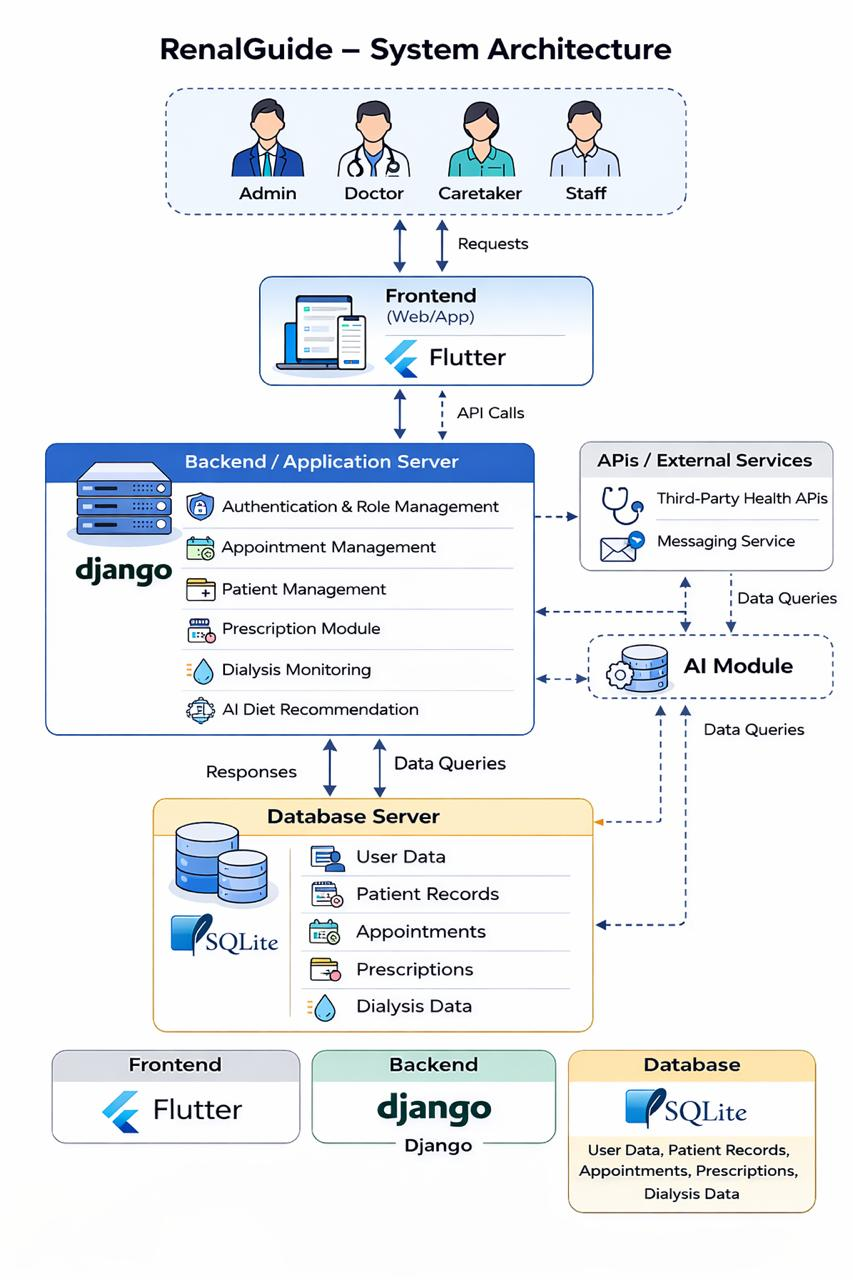 RenalGuide – System Architecture
Admin
Doctor
Caretaker
Staff
Requests
Frontend
(Web/App)
Flutter
API Calls
Backend / Application Server
django
Authentication & Role Management
Appointment Management
Patient Management
Prescription Module
Dialysis Monitoring
AI Diet Recommendation
APis / External Services
Third-Party Health APis
Messaging Service
Data Queries
AI Module
Data Queries
Responses
Data Queries
Database Server
SQLite
User Data
Patient Records
Appointments
Prescriptions
Dialysis Data
Frontend
Flutter
Backend
django
Django
Database
SQLite
User Data, Patient Records,
Appointments, Prescriptions,
Dialysis Data